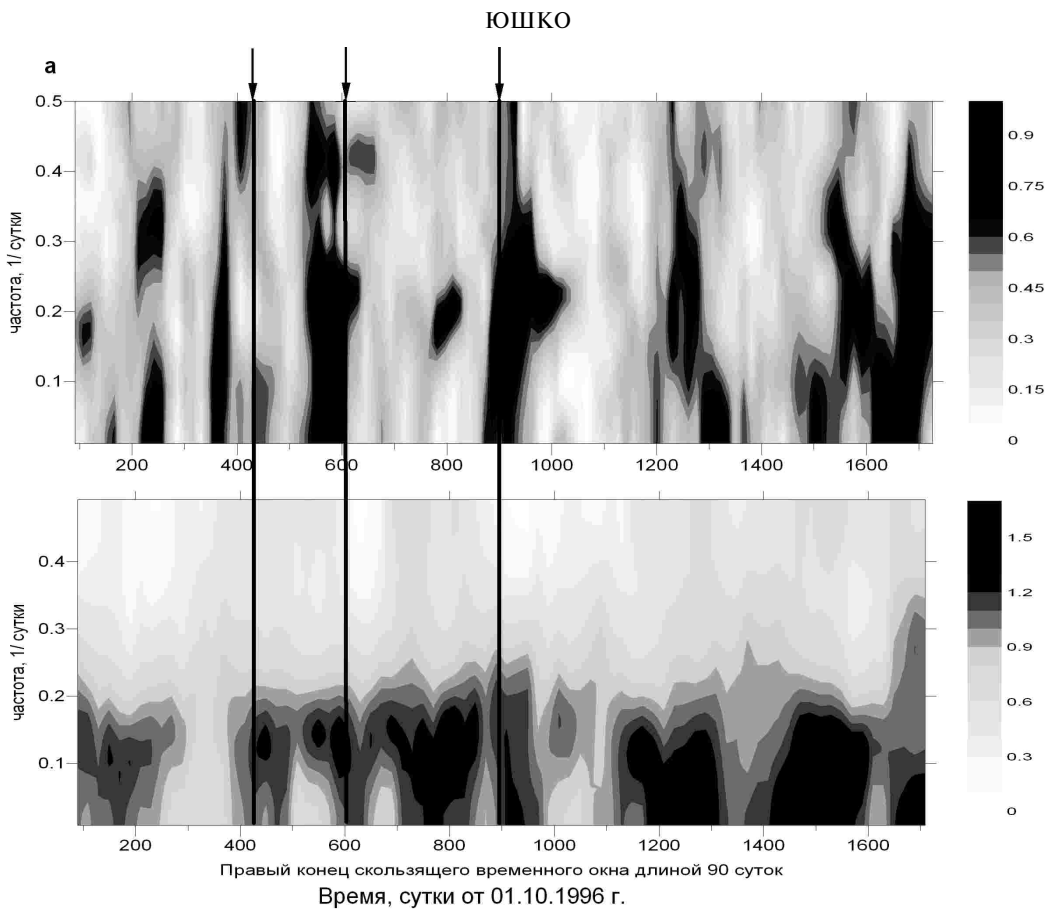 ЮШКО
а
0.5
0.4
0.3
0.2
0.1
частота, 1/ сутки
200 400 600 800 1000 1200 1400 1600
0.9
0.75
0.6
0.45
0.3
0.15
0
0.4
0.3
0.2
0.1
частота, 1/ сутки
200 400 600 800 1000 1200 1400 1600
1.5
1.2
0.9
0.6
0.3
0
Правый конец скользящего временного окна длиной 90 суток
Время, сутки от 01.10.1996 г.